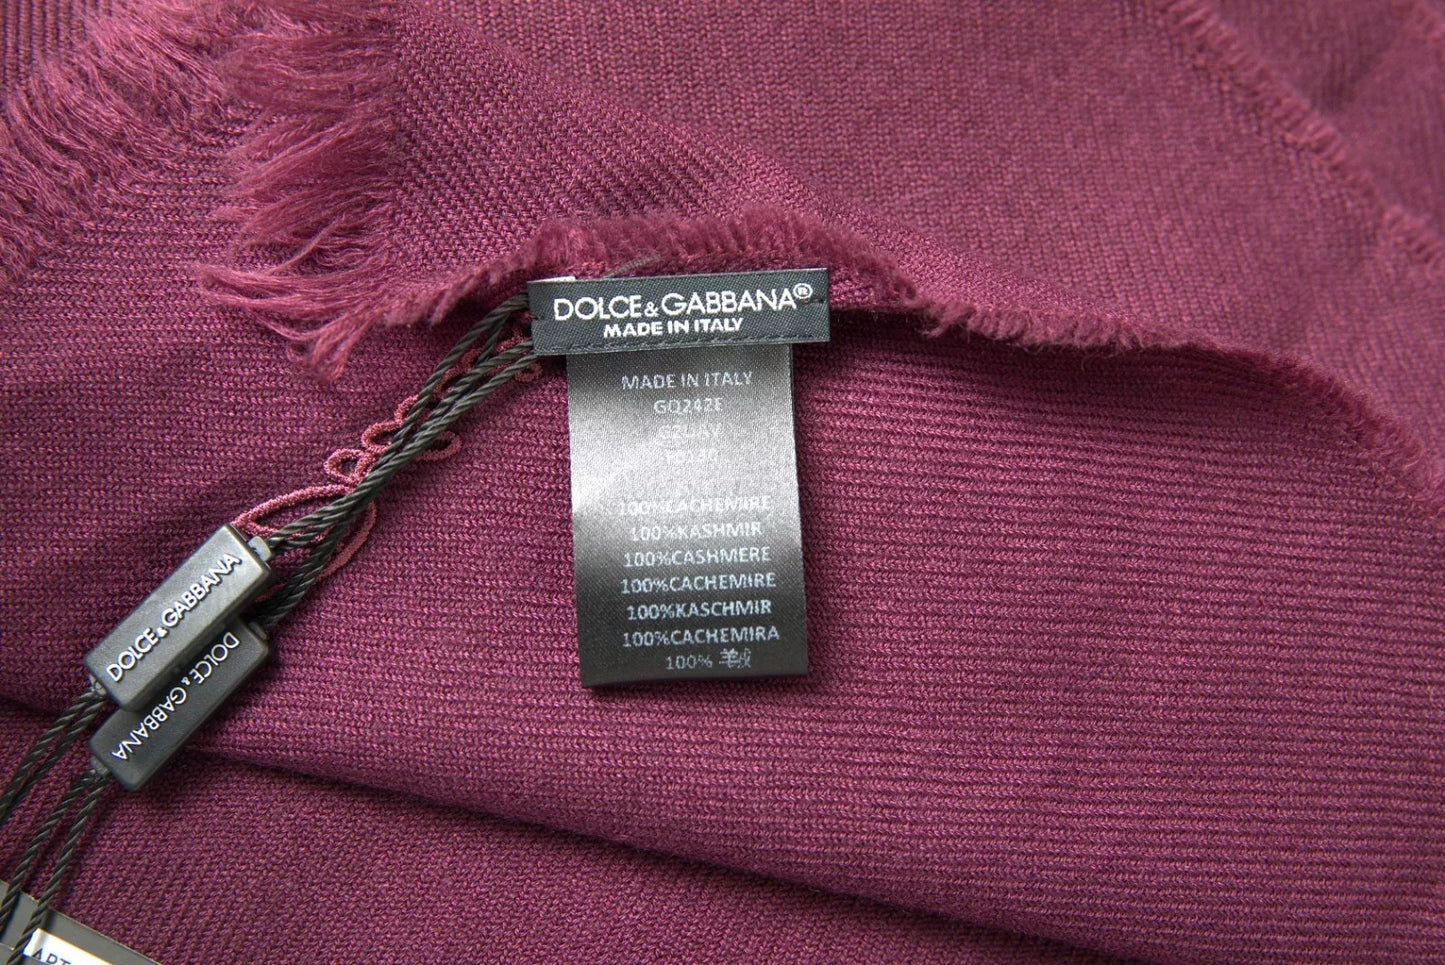 DOLCE&GABBANA®
MADE IN ITALY
MADE IN ITALY
GQ242E
100%CACHEMIRE
100%KASHMIR
100%CASHMERE
100%CACHEMIRE
100%KASCHMIR
100%CACHEMIRA
100% 羊绒
DOLCE&GABBANA
DOLCE&GABBANA